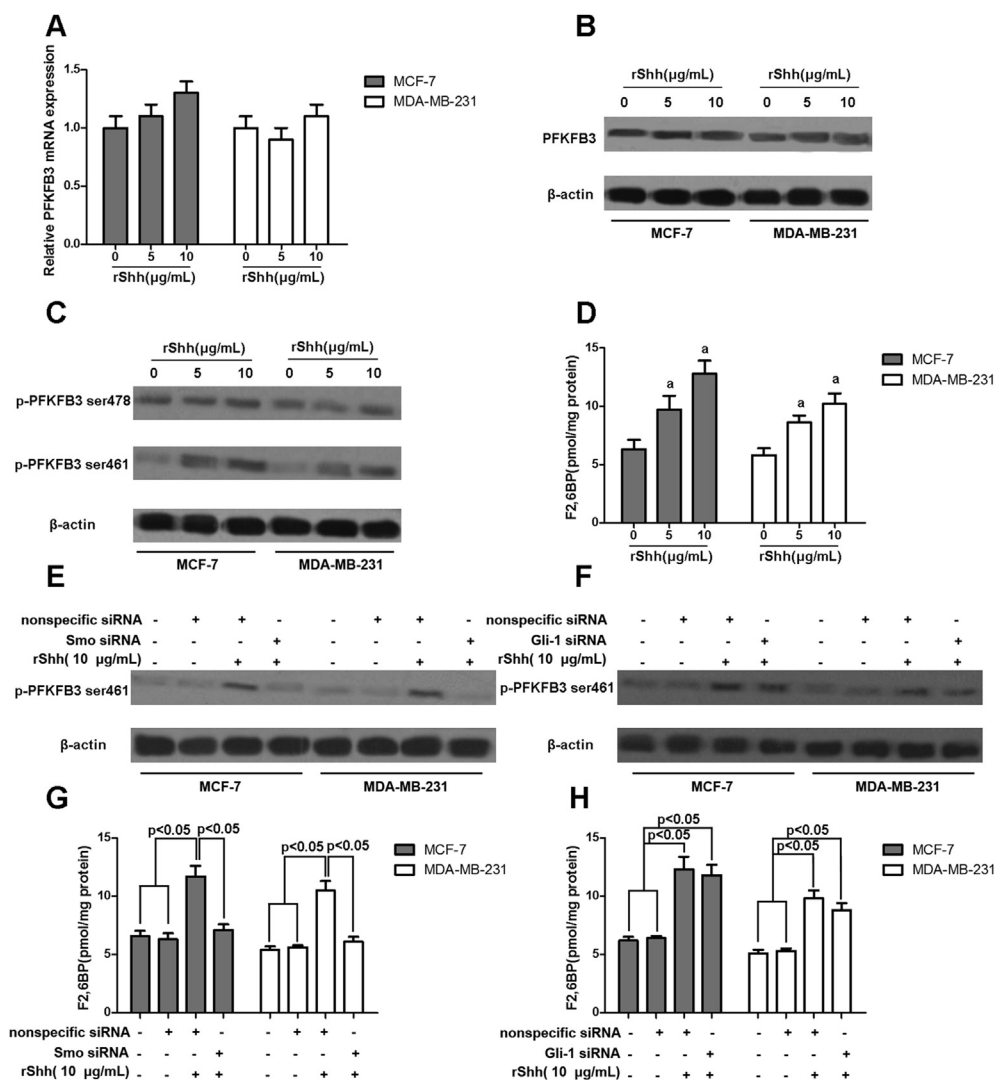 A
Relative PFKFB3 mRNA expression
1.5
1.0
0.5
0.0
0 5 10 0 5 10
rShh(μg/mL) rShh(μg/mL)
MCF-7
MDA-MB-231
B
rShh(μg/mL) rShh(μg/mL)
0 5 10 0 5 10
PFKFB3
β-actin
MCF-7 MDA-MB-231
C
rShh(μg/mL) rShh(μg/mL)
0 5 10 0 5 10
p-PFKFB3 ser478
p-PFKFB3 ser461
β-actin
MCF-7 MDA-MB-231
D
F2,6BP(pmol/mg protein)
15
10
5
0
a a a a
0 5 10 0 5 10
rShh(μg/mL) rShh(μg/mL)
MCF-7
MDA-MB-231
E
nonspecific siRNA - + + - - + + -
Smo siRNA - - - + - - - +
rShh( 10 μg/mL) - - + + - - + +
p-PFKFB3 ser461
β-actin
MCF-7 MDA-MB-231
F
nonspecific siRNA - + + - - + + -
Gli-1 siRNA - - - + - - - +
rShh( 10 μg/mL) - - + + - - + +
p-PFKFB3 ser461
β-actin
MCF-7 MDA-MB-231
G
F2,6BP(pmol/mg protein)
15
10
5
0
p<0.05 p<0.05 p<0.05 p<0.05
MCF-7
MDA-MB-231
nonspecific siRNA - + + - - + + -
Smo siRNA - - - + - - - +
rShh( 10 μg/mL) - - + + - - + +
H
F2,6BP(pmol/mg protein)
15
10
5
0
p<0.05
p<0.05
p<0.05
p<0.05
MCF-7
MDA-MB-231
nonspecific siRNA - + + - - + + -
Gli-1 siRNA - - - + - - - +
rShh( 10 μg/mL) - - + + - - + +